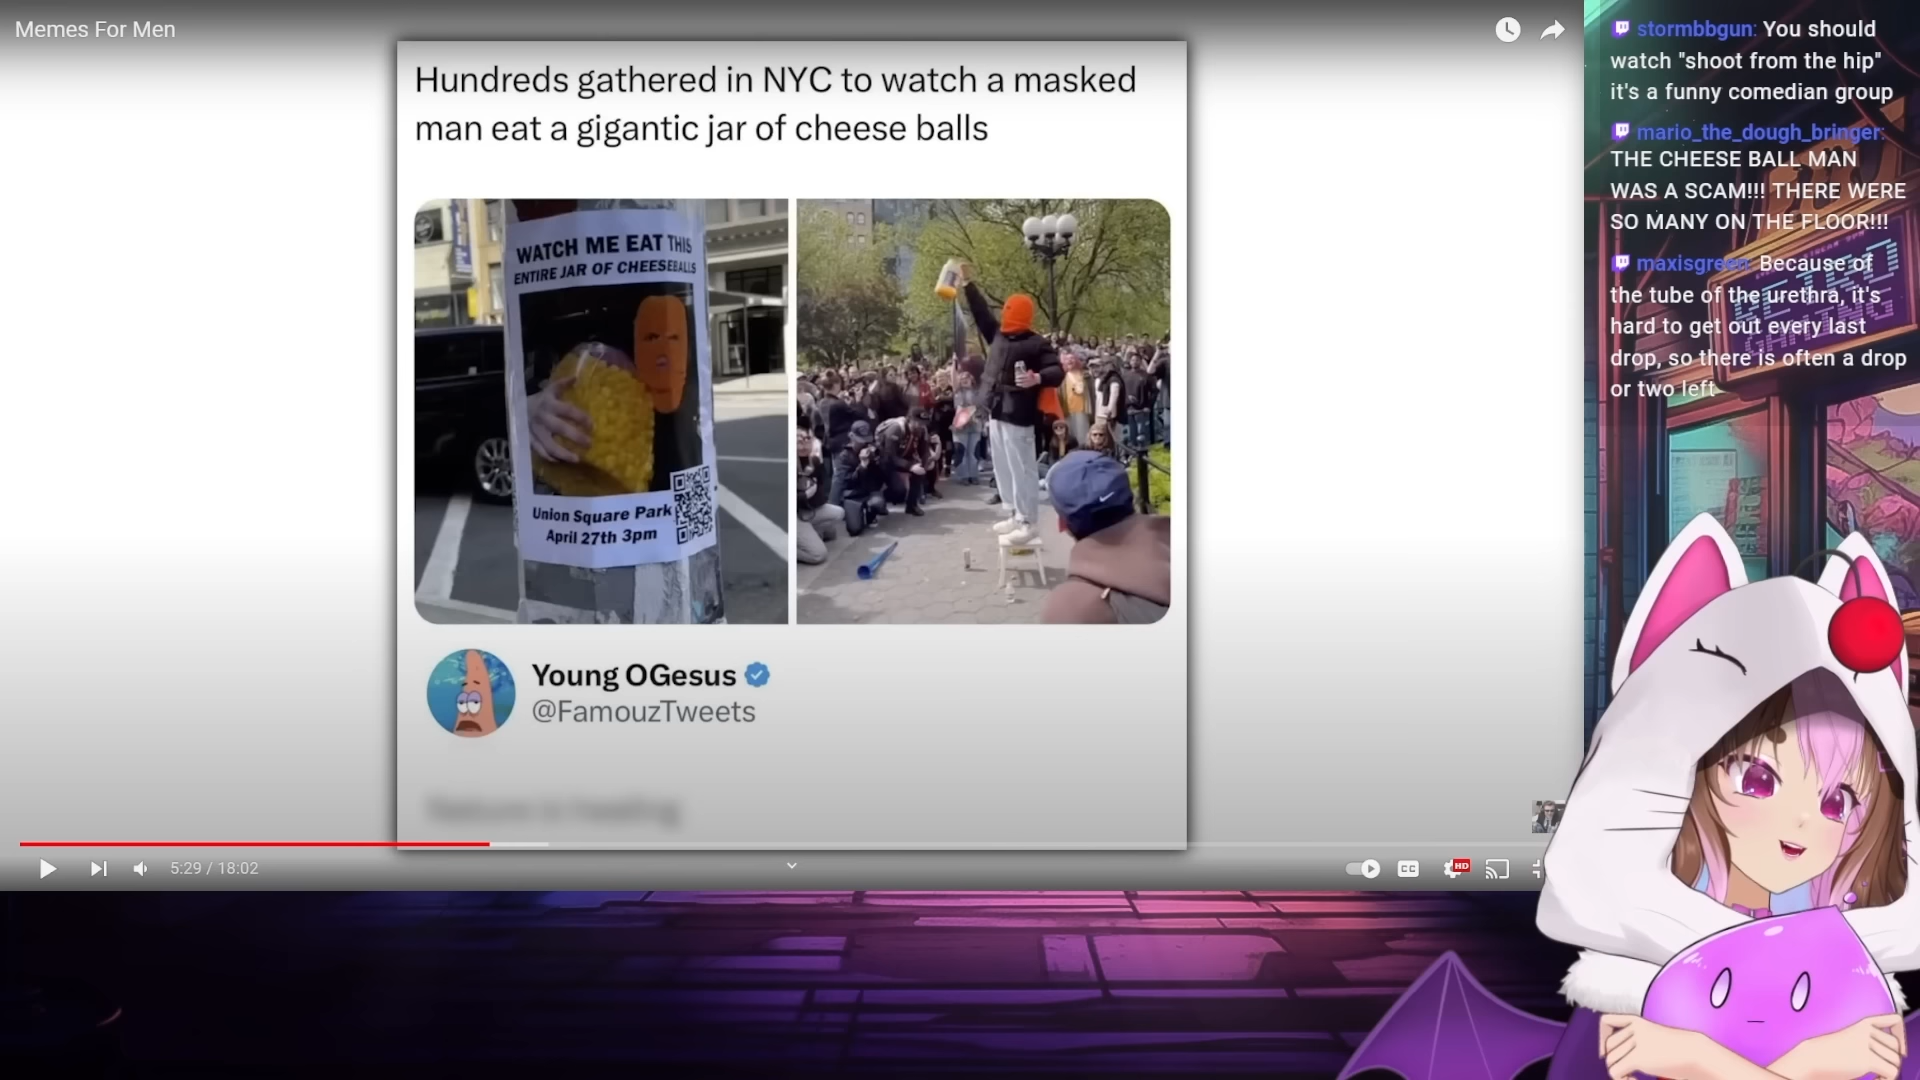 Memes For Men
Hundreds gathered in NYC to watch a masked
man eat a gigantic jar of cheese balls
WATCH ME EAT THIS
ENTIRE JAR OF CHEESEBALLS
Union Square Park
April 27th 3pm
Young OGesus
@FamouzTweets
5:29 / 18:02
CC
HD
stormbbgun: You should
watch "shoot from the hip"
it's a funny comedian group
mario_the_dough_bringer:
THE CHEESE BALL MAN
WAS A SCAM!!! THERE WERE
SO MANY ON THE FLOOR!!!
maxisgreen: Because of
the tube of the urethra, it's
hard to get out every last
drop, so there is often a drop
or two left
RETRO
GAMING